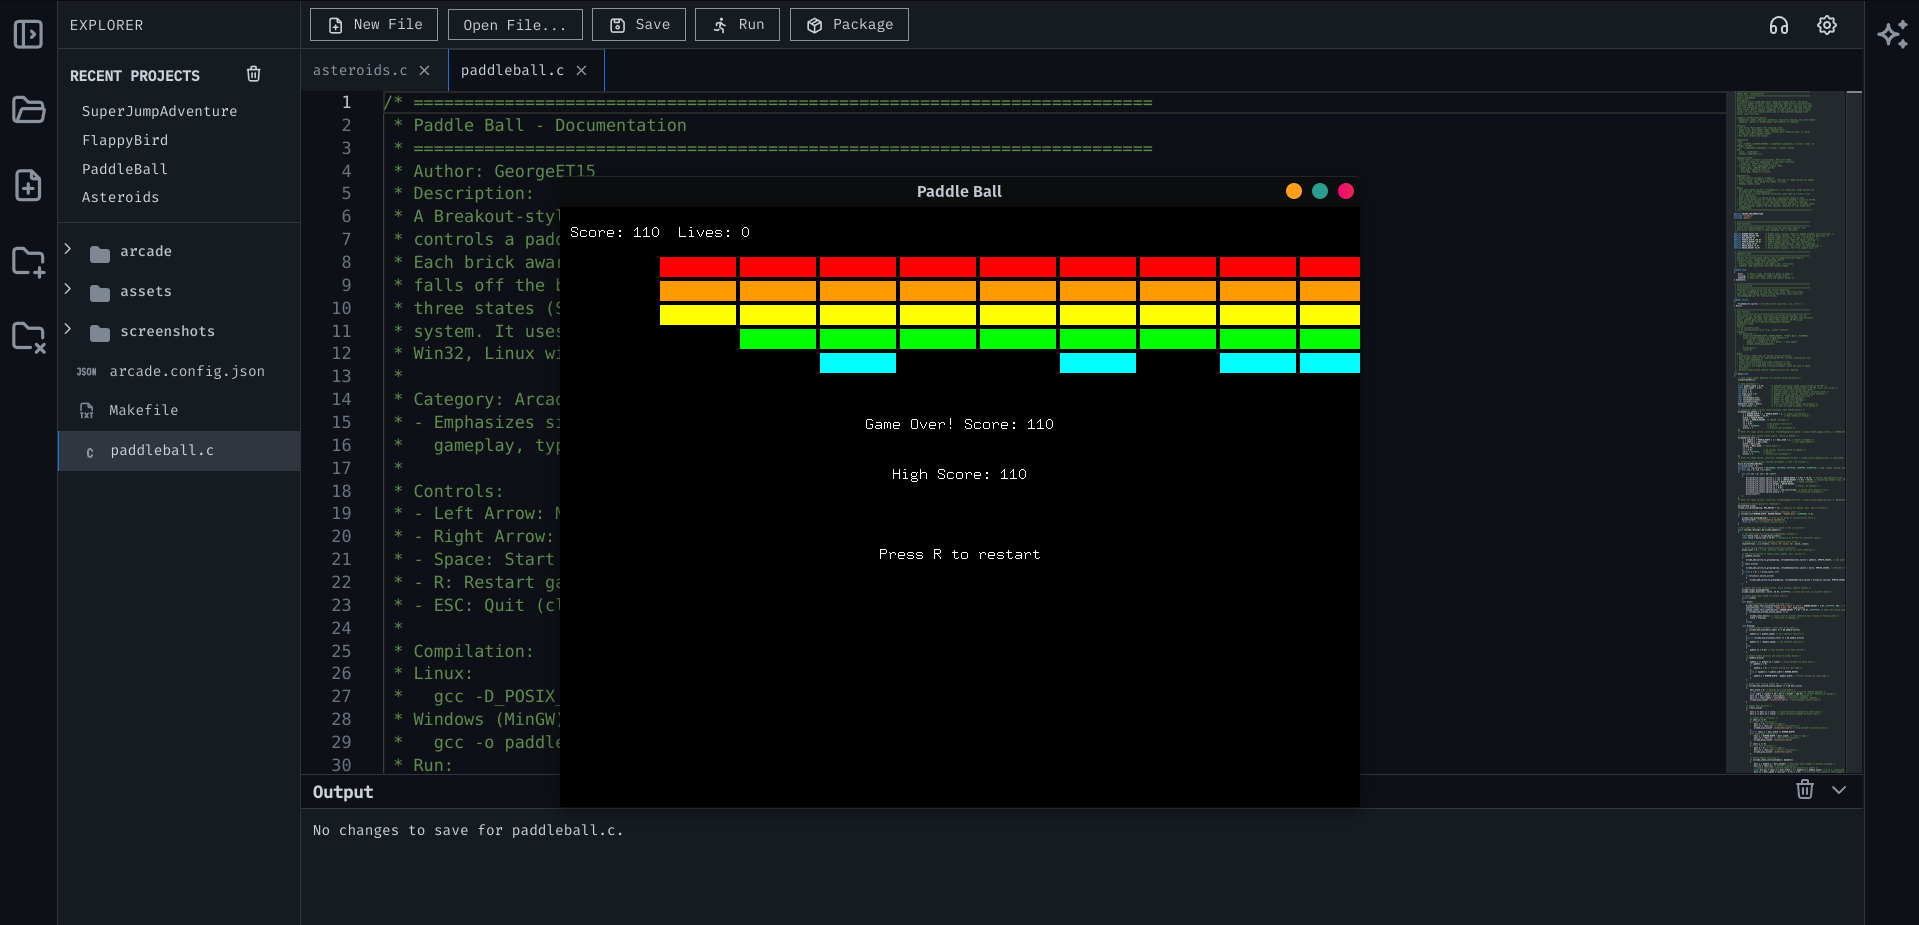 EXPLORER
New File
Open File...
Save
Run
Package
RECENT PROJECTS
SuperJumpAdventure
FlappyBird
PaddleBall
Asteroids
arcade
assets
screenshots
JSON arcade.config.json
TXT Makefile
C paddleball.c
asteroids.c
paddleball.c
1 /* =========================================================================
2 * Paddle Ball - Documentation
3 * =========================================================================
4 * Author: GeorgeET15
5 * Description:
6 * A Breakout-styl
7 * controls a padd
8 * Each brick awar
9 * falls off the b
10 * three states (S
11 * system. It uses
12 * Win32, Linux wi
13 *
14 * Category: Arcad
15 * - Emphasizes si
16 *   gameplay, typ
17 *
18 * Controls:
19 * - Left Arrow: M
20 * - Right Arrow:
21 * - Space: Start
22 * - R: Restart ga
23 * - ESC: Quit (cl
24 *
25 * Compilation:
26 * Linux:
27 *   gcc -D_POSIX_
28 * Windows (MinGW)
29 *   gcc -o paddle
30 * Run:
Paddle Ball
Score: 110  Lives: 0
Game Over! Score: 110
High Score: 110
Press R to restart
Output
No changes to save for paddleball.c.